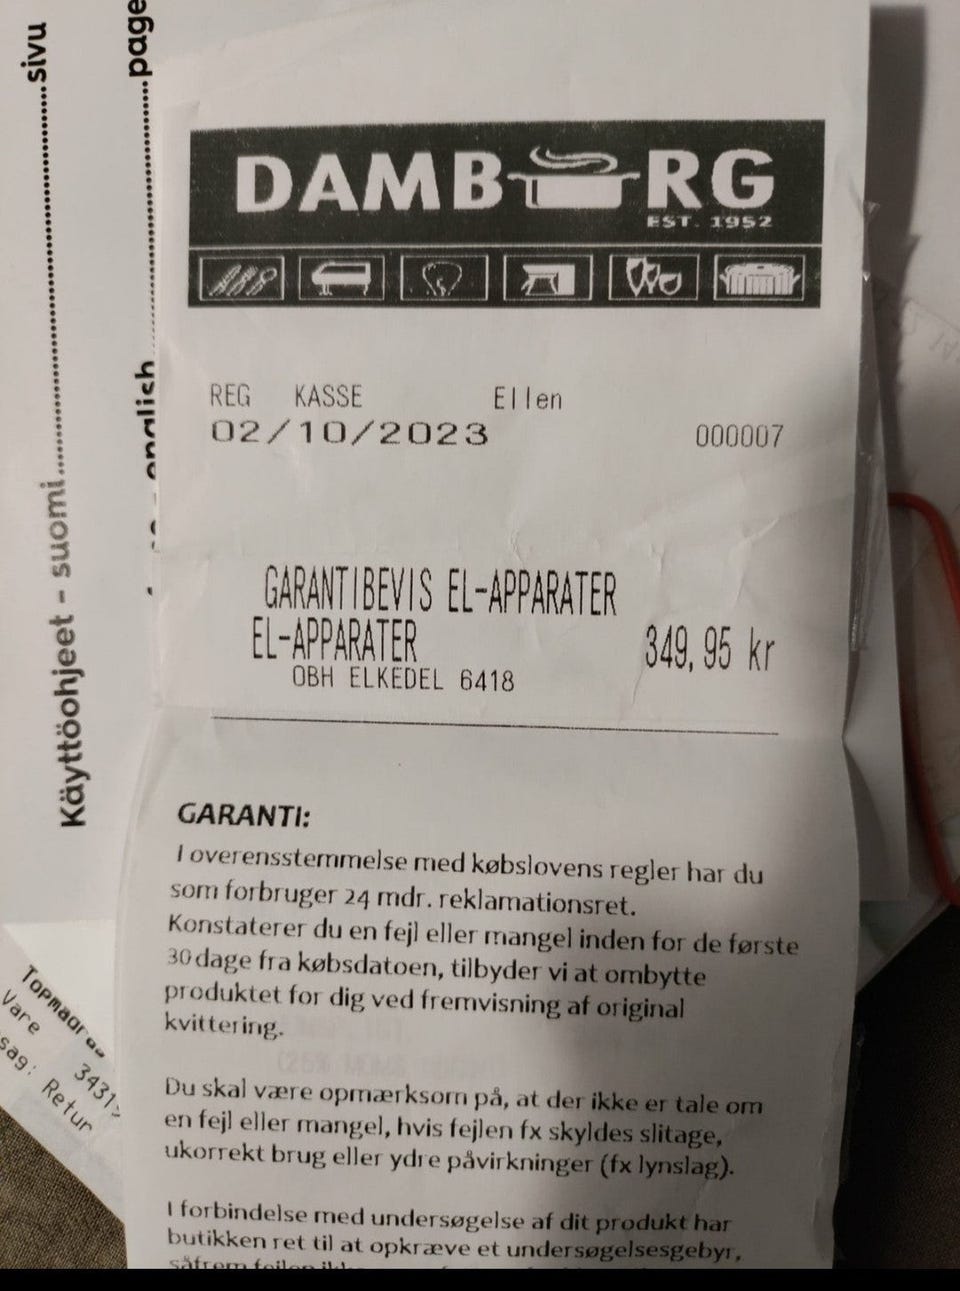 Käyttöohjeet - suomi..............................sivu
english..............................page
DAMBORG
EST. 1952
REG KASSE Ellen
02/10/2023 000007
GARANTIBEVIS EL-APPARATER
EL-APPARATER 349,95 kr
OBH ELKEDEL 6418
GARANTI:
I overensstemmelse med købslovens regler har du
som forbruger 24 mdr. reklamationsret.
Konstaterer du en fejl eller mangel inden for de første
30 dage fra købsdatoen, tilbyder vi at ombytte
produktet for dig ved fremvisning af original
kvittering.
Du skal være opmærksom på, at der ikke er tale om
en fejl eller mangel, hvis fejlen fx skyldes slitage,
ukorrekt brug eller ydre påvirkninger (fx lynslag).
I forbindelse med undersøgelse af dit produkt har
butikken ret til at opkræve et undersøgelsesgebyr,
såfrem fejlen
Vare 3431
Retur